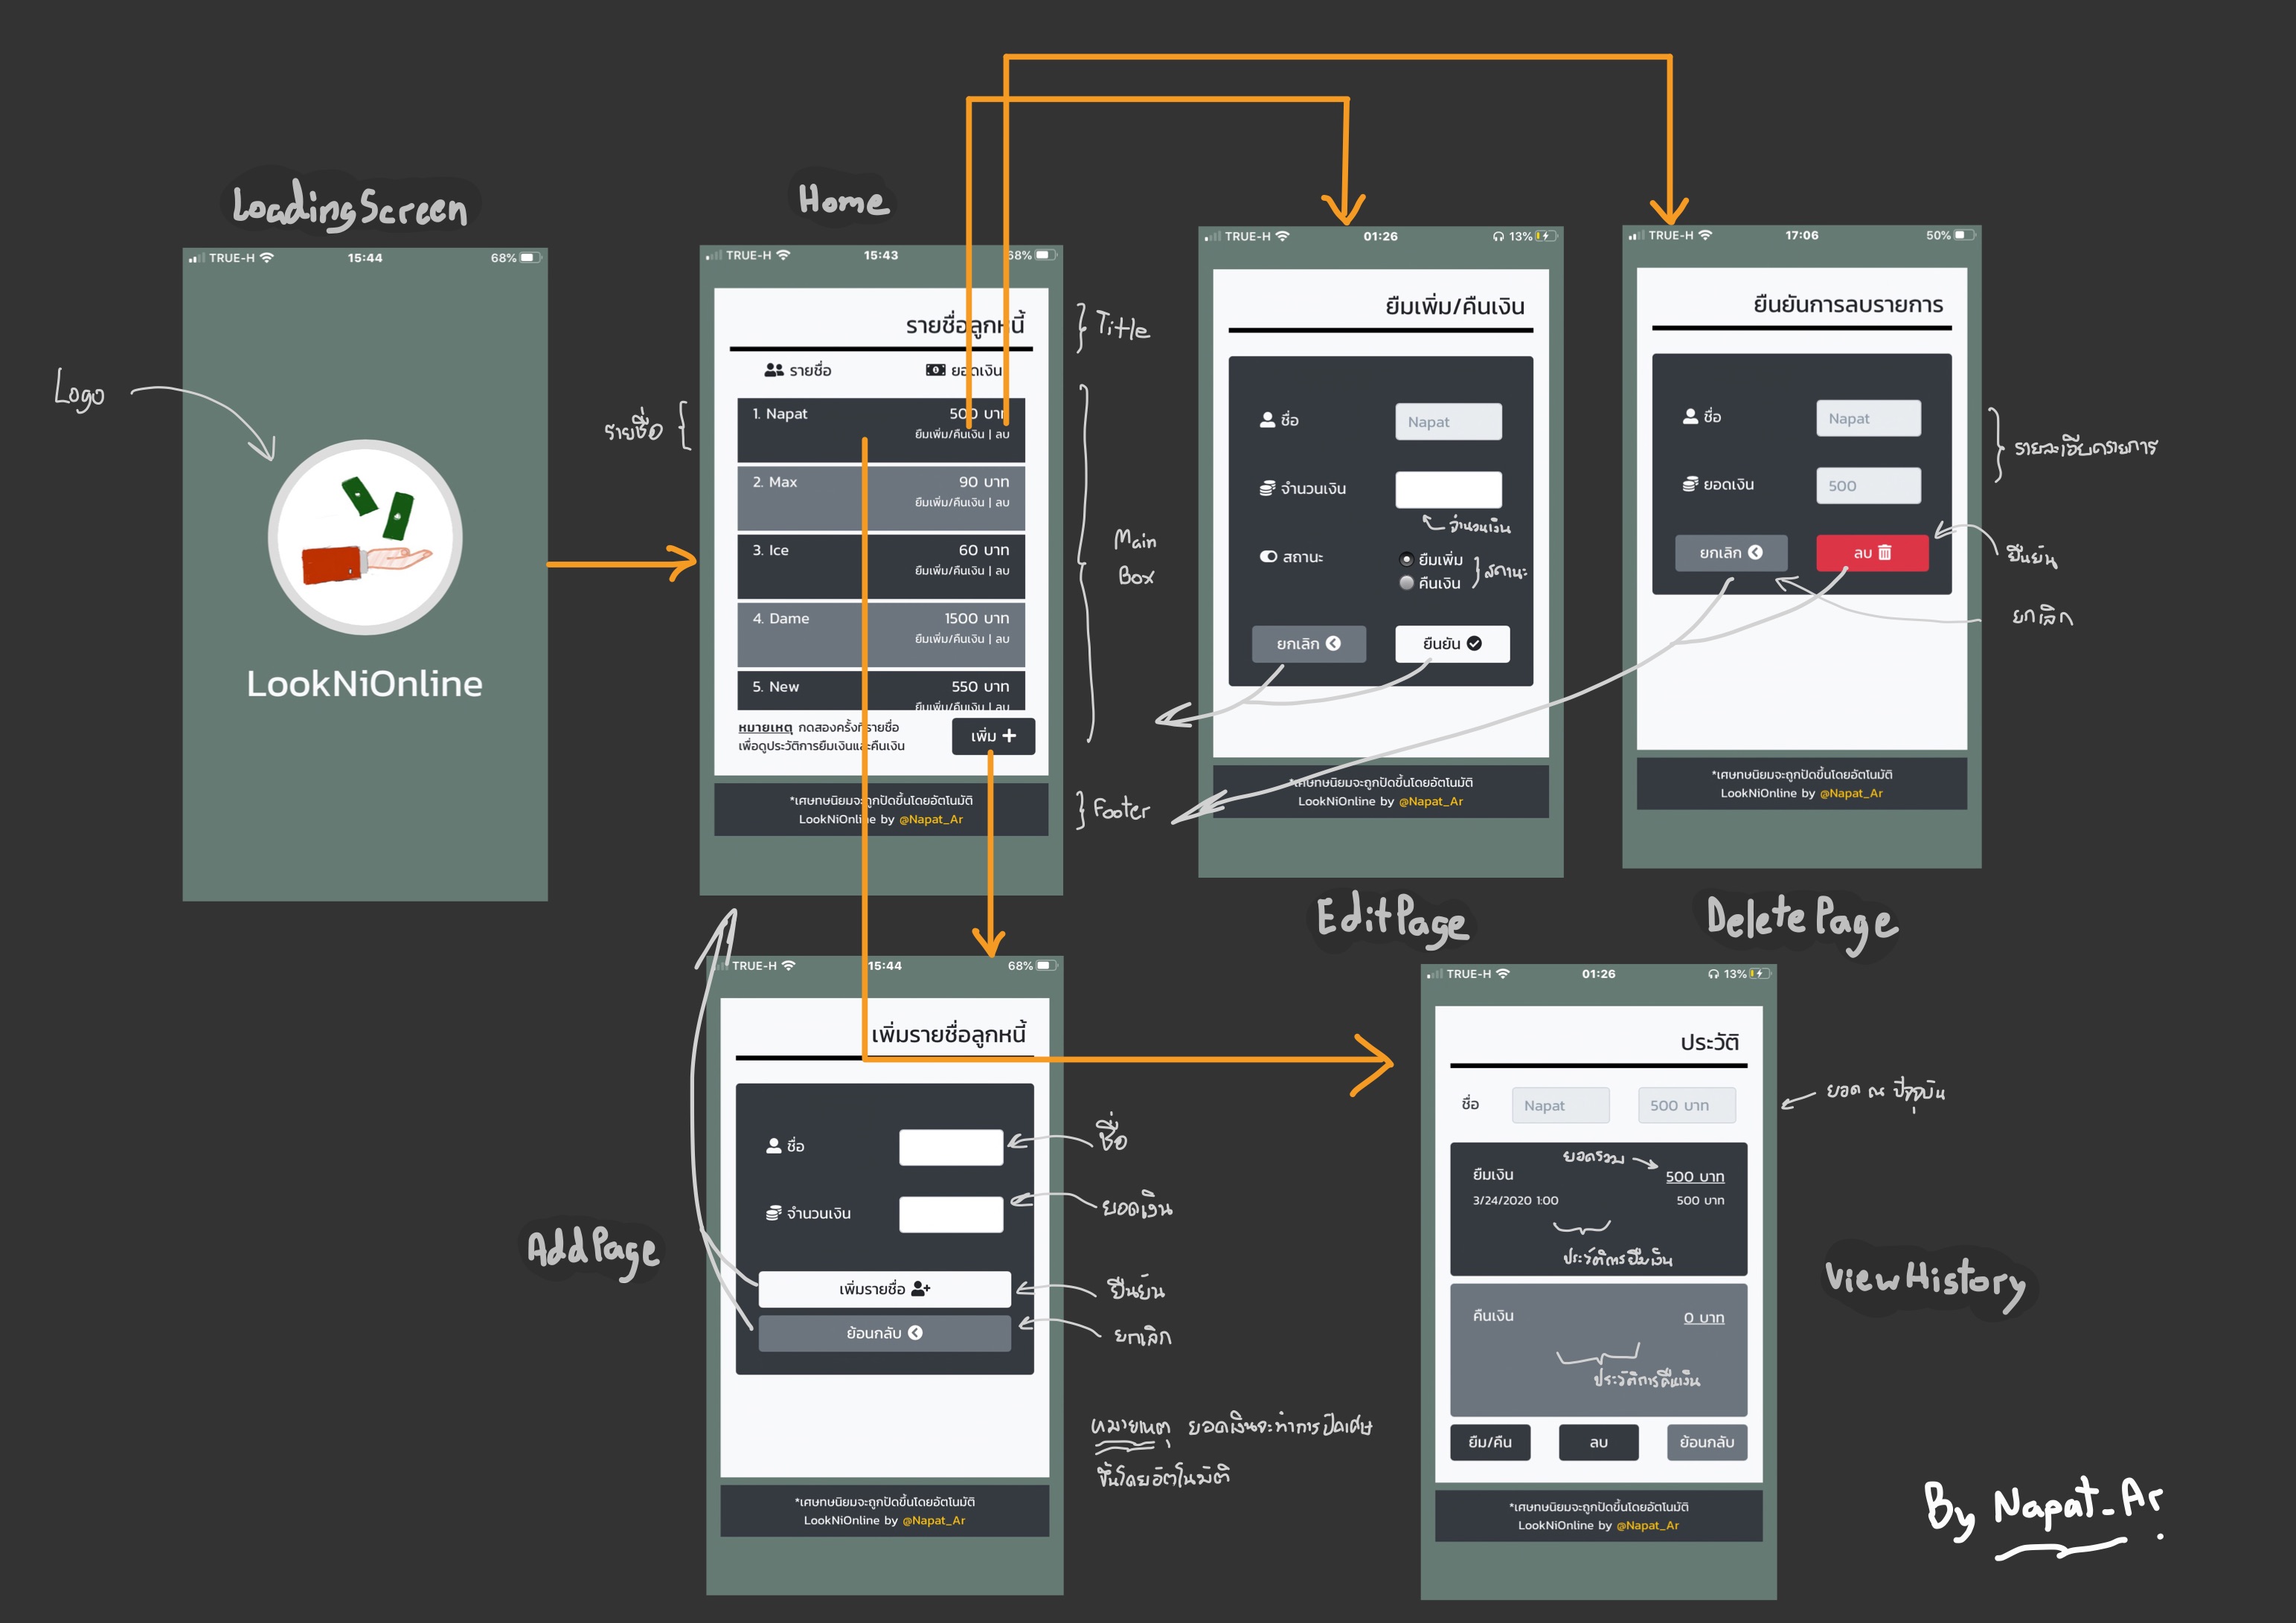 LoadingScreen
TRUE-H 15:44 68%
Logo
LookNiOnline
Home
TRUE-H 15:43 68%
รายชื่อลูกหนี้
Title
รายชื่อ ยอดเงิน
รายชื่อ
1. Napat 500 บาท
ยืมเพิ่ม/คืนเงิน | ลบ
2. Max 90 บาท
ยืมเพิ่ม/คืนเงิน | ลบ
3. Ice 60 บาท
ยืมเพิ่ม/คืนเงิน | ลบ
4. Dame 1500 บาท
ยืมเพิ่ม/คืนเงิน | ลบ
5. New 550 บาท
ยืมเพิ่ม/คืนเงิน | ลบ
Main
Box
หมายเหตุ กดสองครั้งที่รายชื่อ
เพื่อดูประวัติการยืมเงินและคืนเงิน
เพิ่ม
*เศษทษนิยมจะถูกปัดขึ้นโดยอัตโนมัติ
LookNiOnline by @Napat_Ar
Footer
TRUE-H 01:26 13%
ยืมเพิ่ม/คืนเงิน
ชื่อ Napat
จำนวนเงิน
จำนวนเงิน
สถานะ ยืมเพิ่ม
คืนเงิน
สถานะ
ยกเลิก ยืนยัน
*เศษทษนิยมจะถูกปัดขึ้นโดยอัตโนมัติ
LookNiOnline by @Napat_Ar
EditPage
TRUE-H 17:06 50%
ยืนยันการลบรายการ
ชื่อ Napat
ยอดเงิน 500
รายละเอียดรายการ
ยกเลิก ลบ
ยืนยัน
ยกเลิก
*เศษทษนิยมจะถูกปัดขึ้นโดยอัตโนมัติ
LookNiOnline by @Napat_Ar
DeletePage
AddPage
TRUE-H 15:44 68%
เพิ่มรายชื่อลูกหนี้
ชื่อ
ชื่อ
จำนวนเงิน
ยอดเงิน
เพิ่มรายชื่อ
ยืนยัน
ย้อนกลับ
ยกเลิก
หมายเหตุ ยอดเงินจะทำการปัดเศษ
ขึ้นโดยอัตโนมัติ
*เศษทษนิยมจะถูกปัดขึ้นโดยอัตโนมัติ
LookNiOnline by @Napat_Ar
TRUE-H 01:26 13%
ประวัติ
ชื่อ Napat 500 บาท
ยอด ณ ปัจจุบัน
ยอดรวม
ยืมเงิน 500 บาท
3/24/2020 1:00 500 บาท
ประวัติการยืมเงิน
คืนเงิน 0 บาท
ประวัติการคืนเงิน
ยืม/คืน ลบ ย้อนกลับ
*เศษทษนิยมจะถูกปัดขึ้นโดยอัตโนมัติ
LookNiOnline by @Napat_Ar
ViewHistory
By Napat_Ar